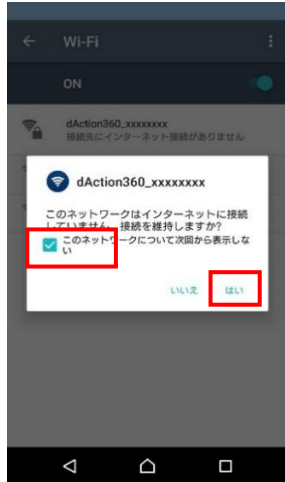 Wi-Fi
ON
dAction360_xxxxxxxx
接続先にインターネット接続がありません
dAction360_xxxxxxxx
このネットワークはインターネットに接続
していません。接続を維持しますか?
このネットワークについて次回から表示しな
い
いいえ
はい